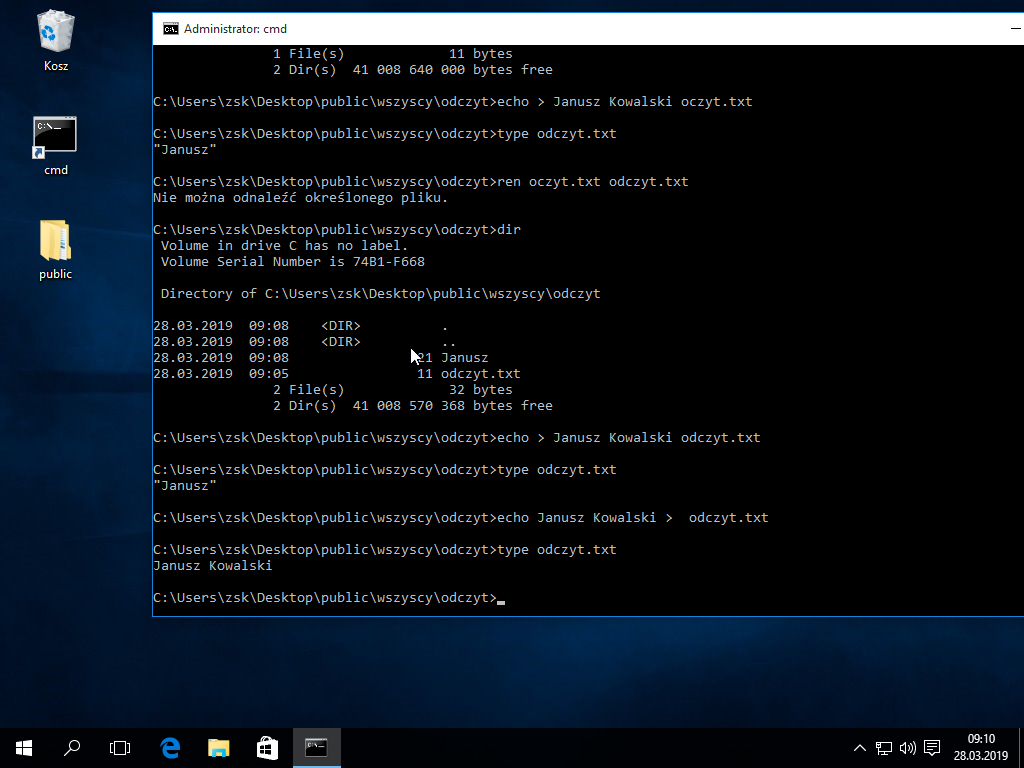 Kosz
cmd
public
Administrator: cmd
1 File(s) 11 bytes
2 Dir(s) 41 008 640 000 bytes free
C:\Users\zsk\Desktop\public\wszyscy\odczyt>echo > Janusz Kowalski oczyt.txt
C:\Users\zsk\Desktop\public\wszyscy\odczyt>type odczyt.txt
"Janusz"
C:\Users\zsk\Desktop\public\wszyscy\odczyt>ren oczyt.txt odczyt.txt
Nie można odnaleźć określonego pliku.
C:\Users\zsk\Desktop\public\wszyscy\odczyt>dir
Volume in drive C has no label.
Volume Serial Number is 74B1-F668
Directory of C:\Users\zsk\Desktop\public\wszyscy\odczyt
28.03.2019 09:08 <DIR> .
28.03.2019 09:08 <DIR> ..
28.03.2019 09:08 21 Janusz
28.03.2019 09:05 11 odczyt.txt
2 File(s) 32 bytes
2 Dir(s) 41 008 570 368 bytes free
C:\Users\zsk\Desktop\public\wszyscy\odczyt>echo > Janusz Kowalski odczyt.txt
C:\Users\zsk\Desktop\public\wszyscy\odczyt>type odczyt.txt
"Janusz"
C:\Users\zsk\Desktop\public\wszyscy\odczyt>echo Janusz Kowalski >  odczyt.txt
C:\Users\zsk\Desktop\public\wszyscy\odczyt>type odczyt.txt
Janusz Kowalski
C:\Users\zsk\Desktop\public\wszyscy\odczyt>
09:10
28.03.2019